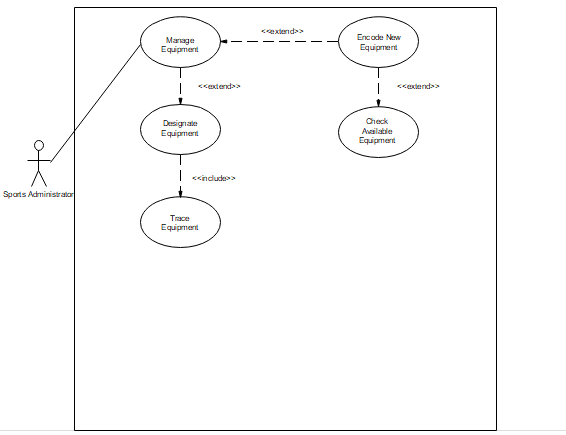 Manage
Equipment
<<extend>>
Encode New
Equipment
<<extend>>
<<extend>>
Designate
Equipment
Check
Available
Equipment
<<include>>
Sports Administrator
Trace
Equipment